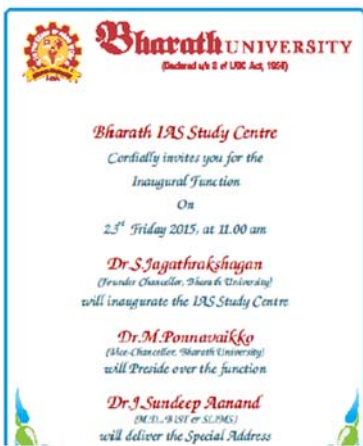 Bharath UNIVERSITY
(Declared u/s 3 of UGC Act, 1956)
Bharath IAS Study Centre
Cordially invites you for the
Inaugural Function
On
23rd Friday 2015, at 11.00 am
Dr.S.Jagathrakshagan
(Founder Chancellor, Bharath University)
will inaugurate the IAS Study Centre
Dr.M.Ponnavaikko
(Vice-Chancellor, Bharath University)
will Preside over the function
Dr.J.Sundeep Aanand
(M.D., BIST & SLIMS)
will deliver the Special Address